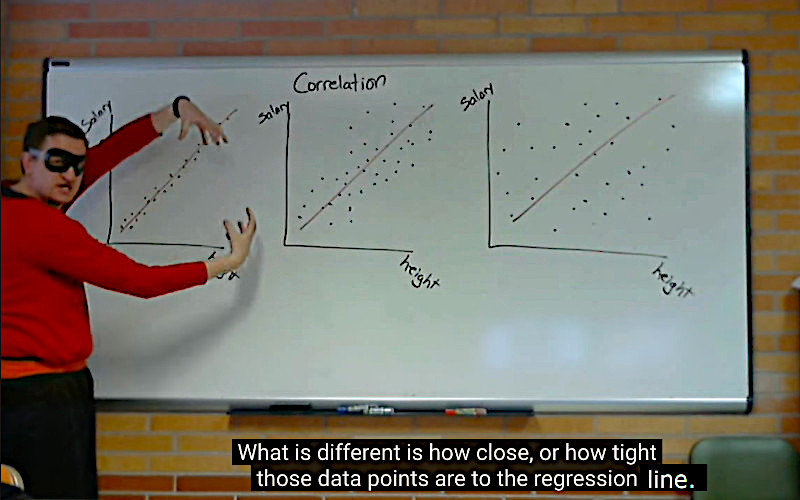 Correlation
Salary
Salary
Salary
height
height
What is different is how close, or how tight
those data points are to the regression line.